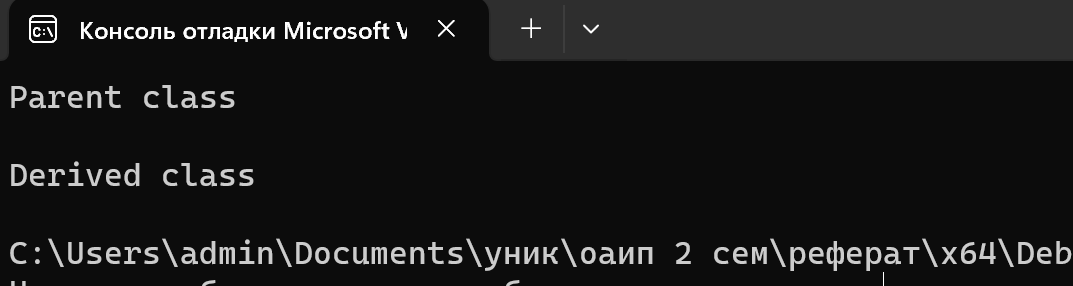 Консоль отладки Microsoft V
Parent class
Derived class
C:\Users\admin\Documents\уник\оаип 2 сем\реферат\x64\Deb